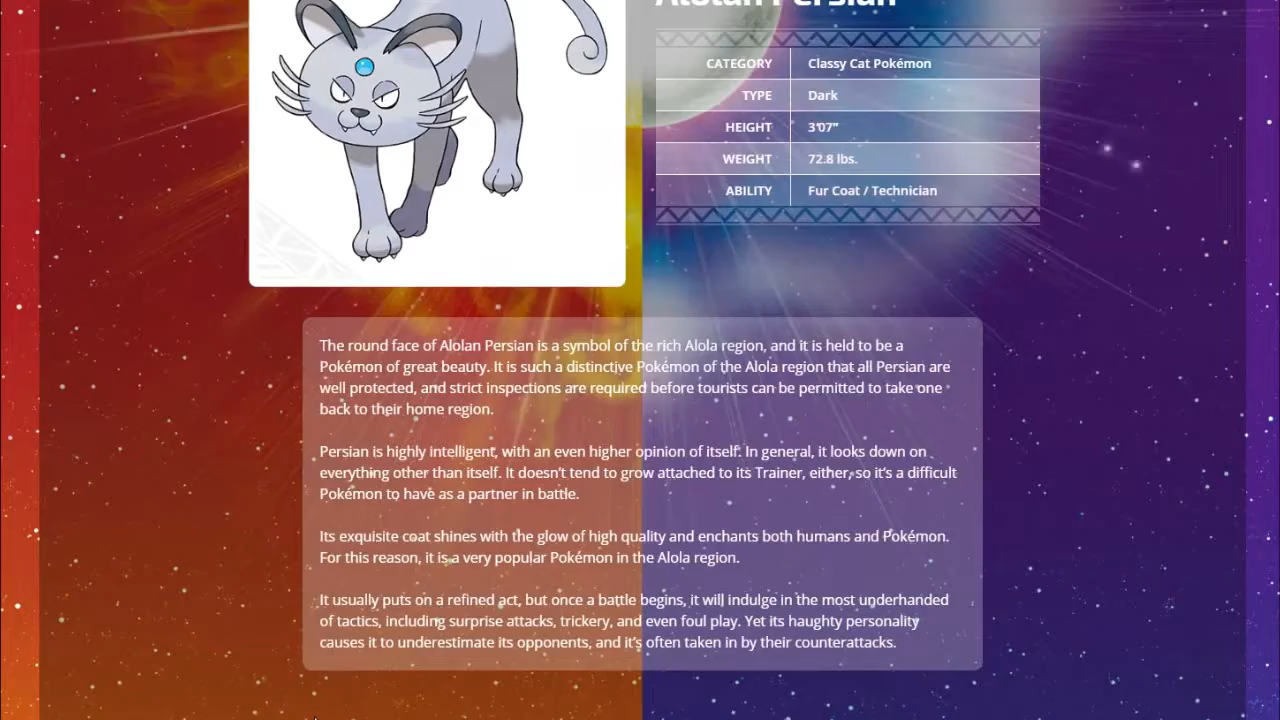 Alolan Persian
CATEGORY Classy Cat Pokémon
TYPE Dark
HEIGHT 3'07"
WEIGHT 72.8 lbs.
ABILITY Fur Coat / Technician
The round face of Alolan Persian is a symbol of the rich Alola region, and it is held to be a
Pokémon of great beauty. It is such a distinctive Pokémon of the Alola region that all Persian are
well protected, and strict inspections are required before tourists can be permitted to take one
back to their home region.
Persian is highly intelligent, with an even higher opinion of itself. In general, it looks down on
everything other than itself. It doesn't tend to grow attached to its Trainer, either, so it's a difficult
Pokémon to have as a partner in battle.
Its exquisite coat shines with the glow of high quality and enchants both humans and Pokémon.
For this reason, it is a very popular Pokémon in the Alola region.
It usually puts on a refined act, but once a battle begins, it will indulge in the most underhanded
of tactics, including surprise attacks, trickery, and even foul play. Yet its haughty personality
causes it to underestimate its opponents, and it's often taken in by their counterattacks.